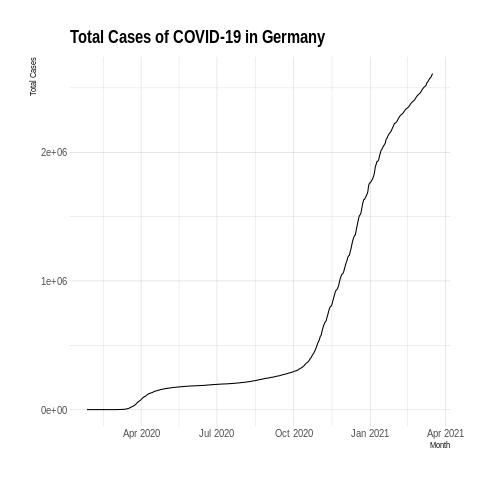 Total Cases of COVID-19 in Germany
Total Cases
2e+06
1e+06
0e+00
Apr 2020 Jul 2020 Oct 2020 Jan 2021 Apr 2021
Month